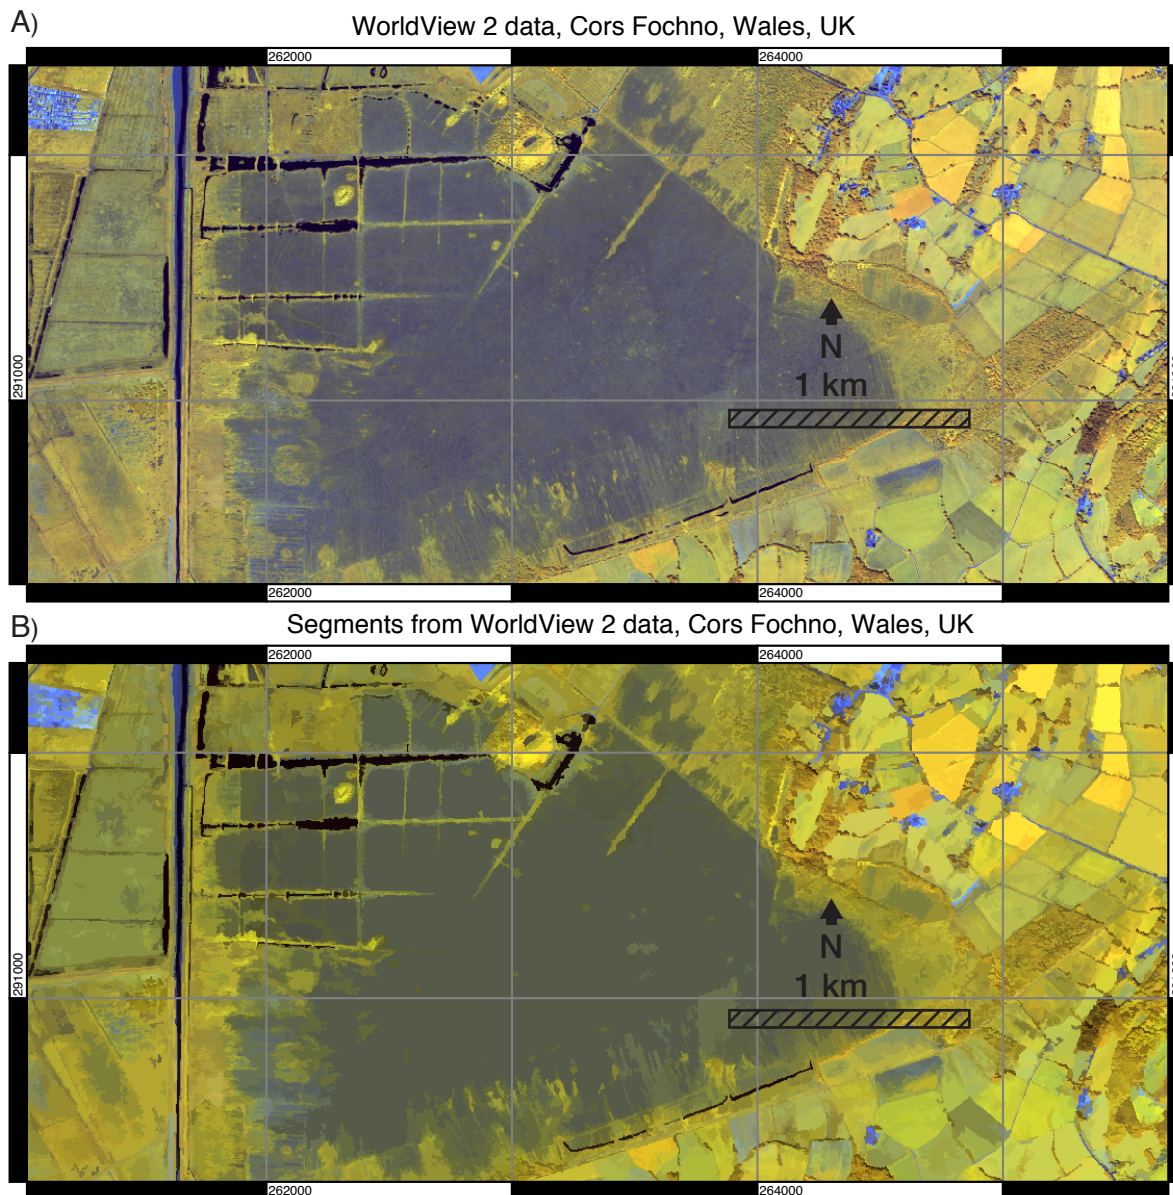 A)
WorldView 2 data, Cors Fochno, Wales, UK
262000
264000
N
1 km
291000
262000
264000
B)
Segments from WorldView 2 data, Cors Fochno, Wales, UK
262000
264000
N
1 km
291000
262000
264000